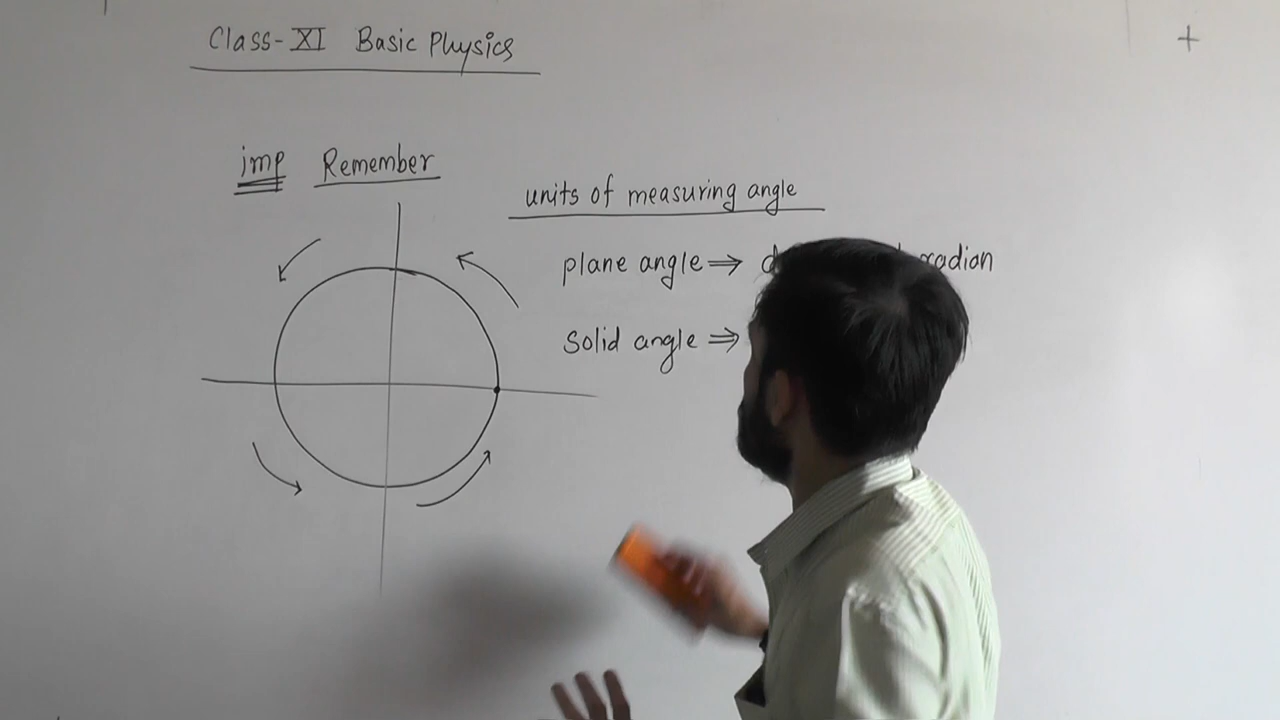 Class-XI Basic Physics
imp Remember
units of measuring angle
plane angle ⇒ radian
Solid angle ⇒